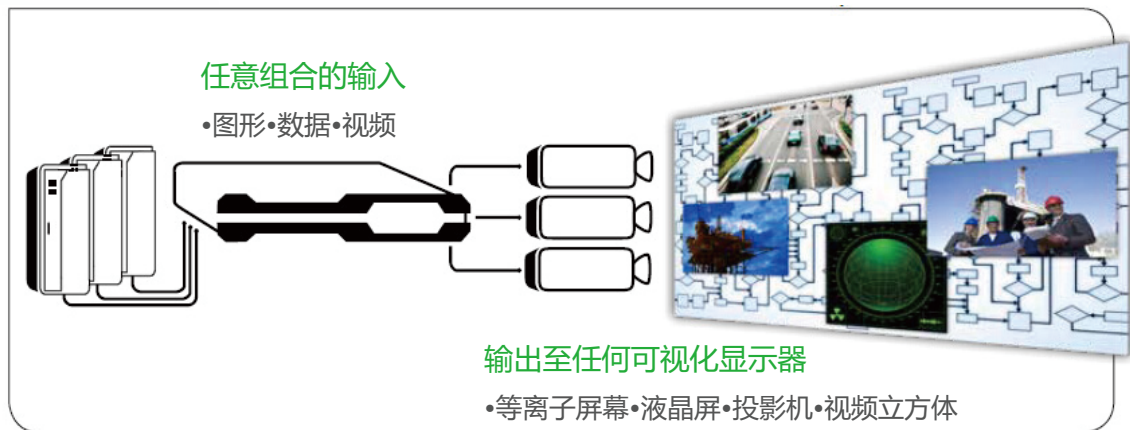 任意组合的输入
•图形•数据•视频
输出至任何可视化显示器
•等离子屏幕•液晶屏•投影机•视频立方体